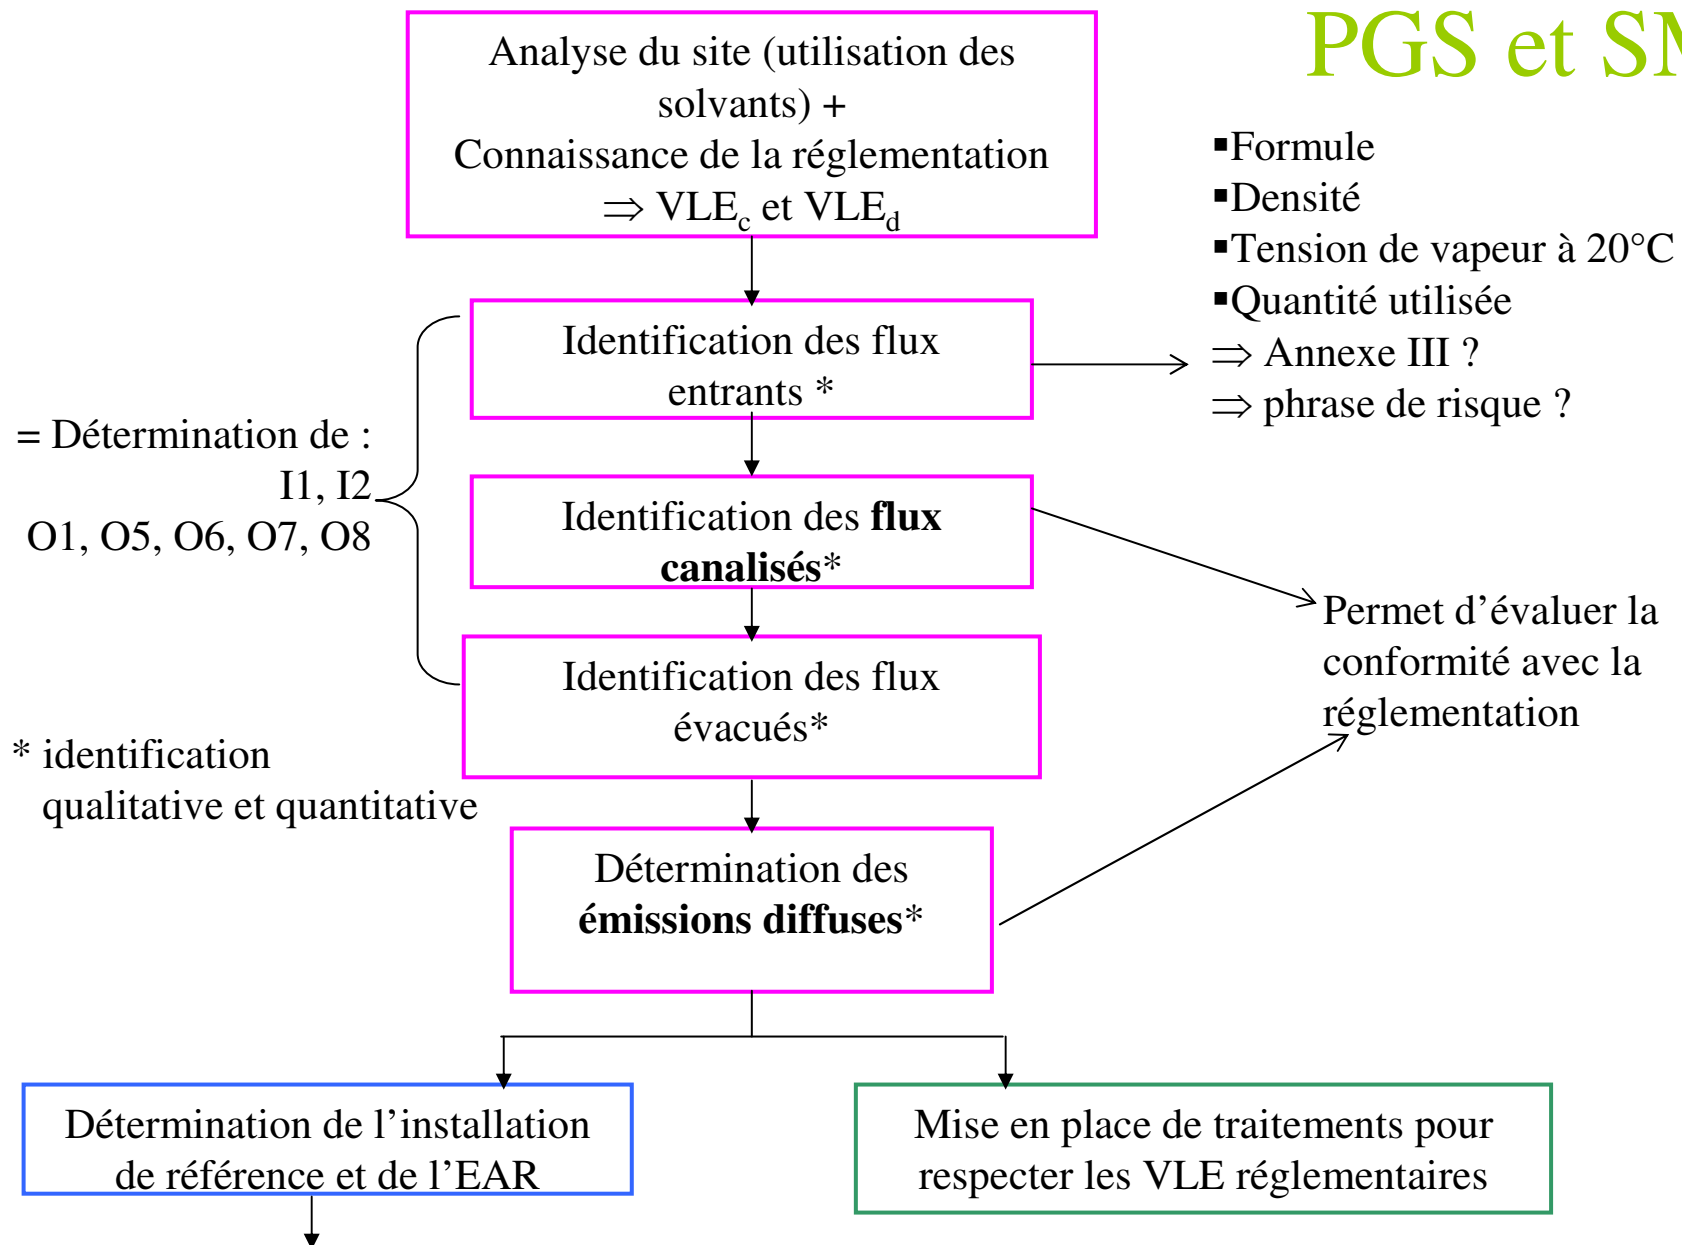 PGS et SM
Analyse du site (utilisation des
solvants) +
Connaissance de la réglementation
⇒ VLEc et VLEd
▪Formule
▪Densité
▪Tension de vapeur à 20°C
▪Quantité utilisée
⇒ Annexe III ?
⇒ phrase de risque ?
Identification des flux
entrants *
= Détermination de :
I1, I2
O1, O5, O6, O7, O8
Identification des flux
canalisés*
Permet d’évaluer la
conformité avec la
réglementation
Identification des flux
évacués*
* identification
qualitative et quantitative
Détermination des
émissions diffuses*
Détermination de l’installation
de référence et de l’EAR
Mise en place de traitements pour
respecter les VLE réglementaires